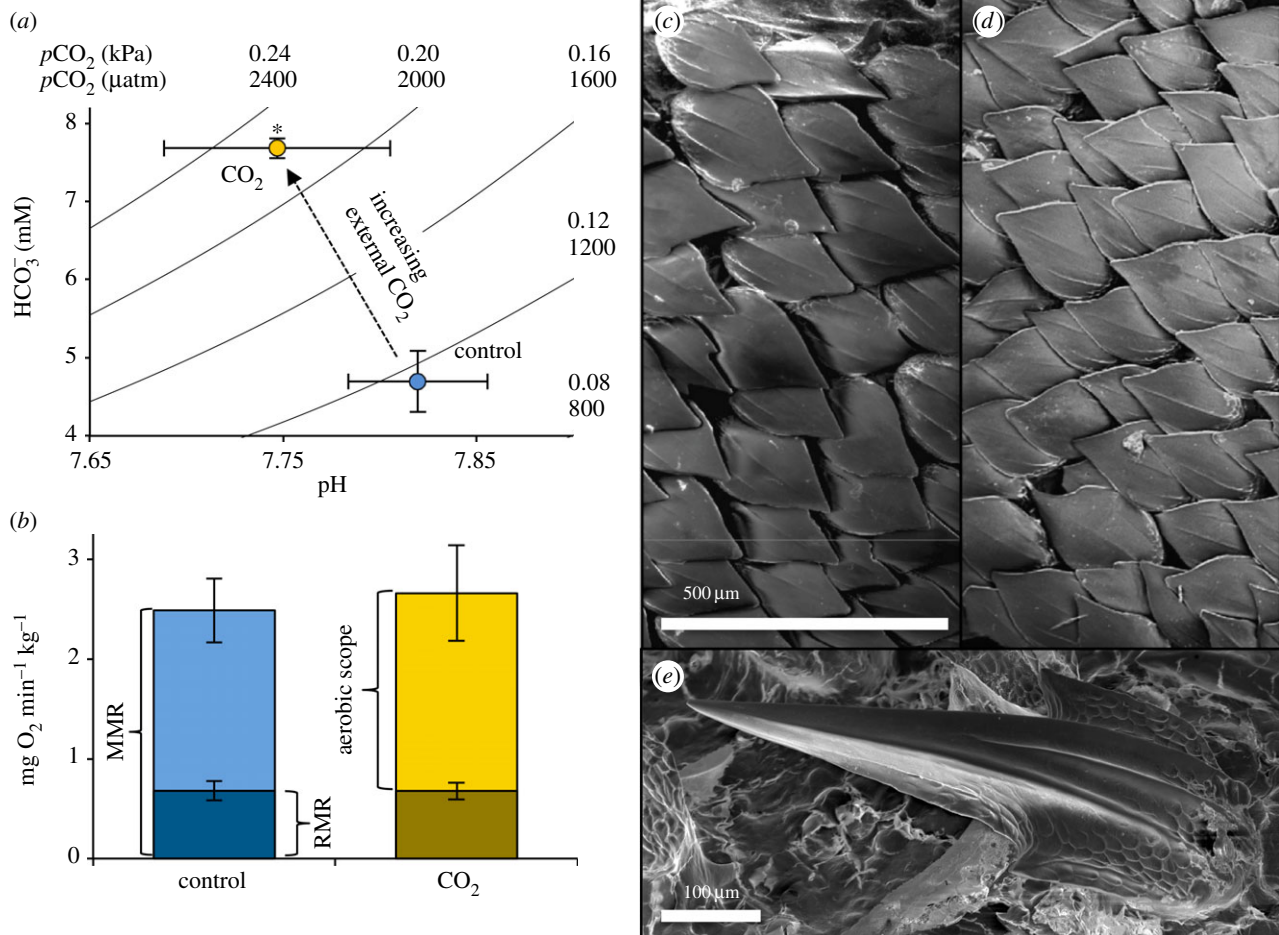 (a)
pCO₂ (kPa) 0.24 0.20 0.16
pCO₂ (µatm) 2400 2000 1600
8
7
6
5
4
HCO₃⁻ (mM)
*
CO₂
increasing
external CO₂
control
0.12
1200
0.08
800
7.65 7.75 7.85
pH
(b)
3
2
1
0
mg O₂ min⁻¹ kg⁻¹
MMR
RMR
aerobic scope
control CO₂
(c)
500 µm
(d)
(e)
100 µm